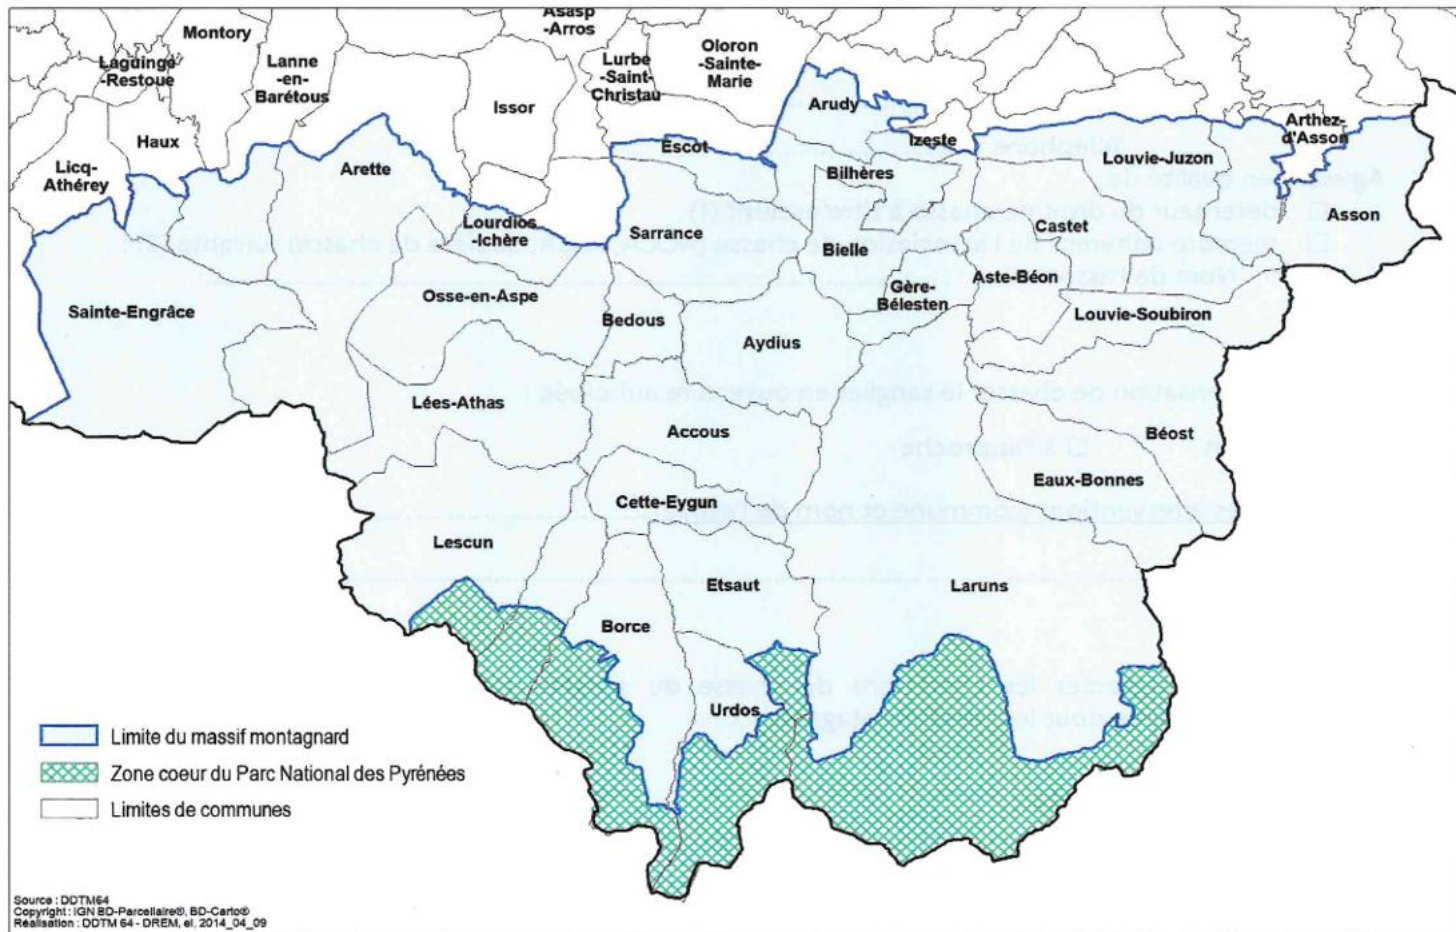 Asasp
-Arros
Montory
Laguinge
-Restoue
Lanne
-en-
Barétous
Lurbe
-Saint-
Christau
Oloron
-Sainte-
Marie
Issor
Arudy
Haux
Arthez-
d'Asson
Licq-
Athérey
Arette
Escot
Izeste
Louvie-Juzon
Bilhères
Lourdios
-Ichère
Sarrance
Castet
Asson
Bielle
Aste-Béon
Gère-
Bélesten
Sainte-Engrâce
Osse-en-Aspe
Bedous
Louvie-Soubiron
Aydius
Lées-Athas
Accous
Béost
Eaux-Bonnes
Cette-Eygun
Lescun
Etsaut
Laruns
Borce
Urdos
Limite du massif montagnard
Zone coeur du Parc National des Pyrénées
Limites de communes
Source : DDTM64
Copyright : IGN BD-Parcellaire®, BD-Carto®
Réalisation : DDTM 64 - DREM, el, 2014_04_09